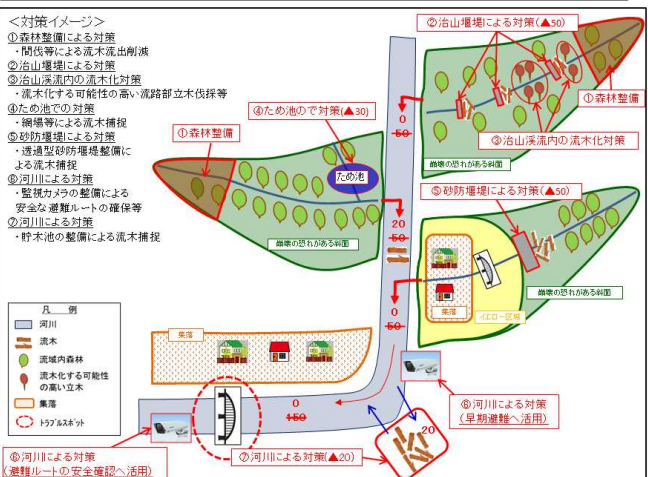 ＜対策イメージ＞
①森林整備による対策
・間伐等による流木流出削減
②治山堰堤による対策
③治山渓流内の流木化対策
・流木化する可能性の高い流路部立木伐採等
④ため池での対策
・網場等による流木捕捉
⑤砂防堰堤による対策
・透過型砂防堰堤整備に
よる流木捕捉
⑥河川による対策
・監視カメラの整備による
安全な避難ルートの確保等
⑦河川による対策
・貯木池の整備による流木捕捉
②治山堰堤による対策(▲50)
①森林整備
③治山渓流内の流木化対策
崩壊の恐れがある斜面
0
50
④ため池ので対策(▲30)
①森林整備
ため池
崩壊の恐れがある斜面
20
50
⑤砂防堰堤による対策(▲50)
集落
イエロー区域
崩壊の恐れがある斜面
0
50
凡 例
河川
流木
流域内森林
流木化する可能性
の高い立木
集落
トラブルスポット
集落
0
150
⑥河川による対策
(早期避難へ活用)
20
⑦河川による対策(▲20)
⑥河川による対策
(避難ルートの安全確認へ活用)